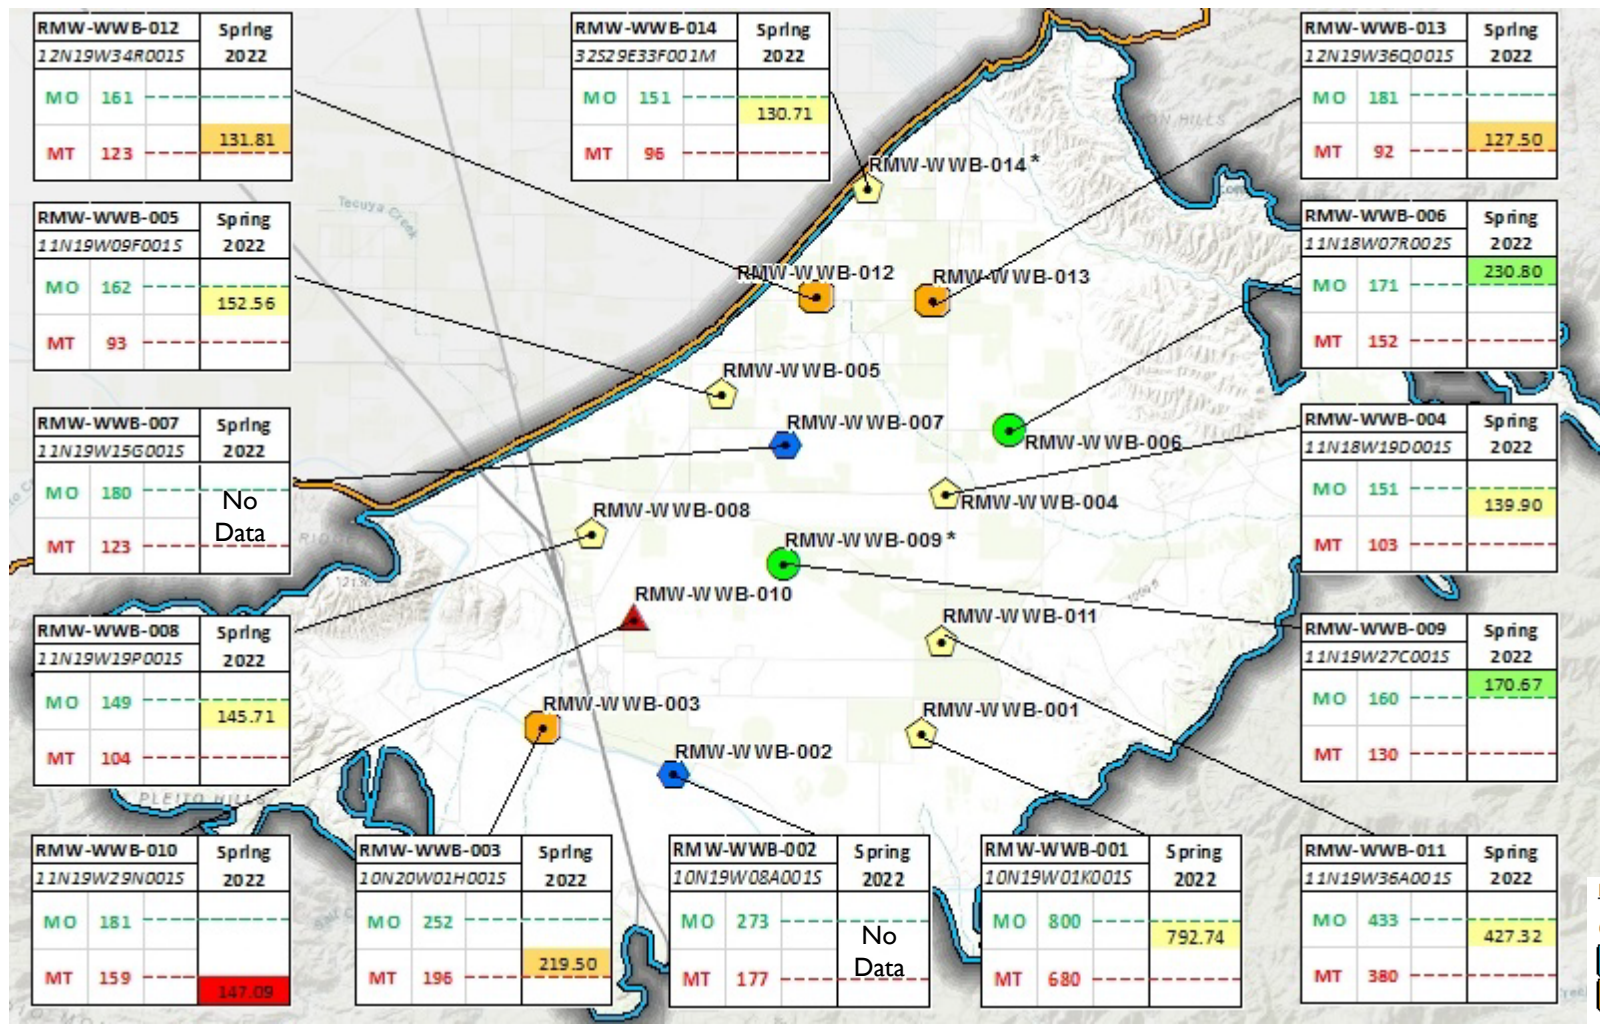 RMW-WWB-012 Spring
12N19W34R001S 2022
MO 161
131.81
MT 123
RMW-WWB-014 Spring
32S29E33F001M 2022
MO 151
130.71
MT 96
RMW-WWB-013 Spring
12N19W36Q001S 2022
MO 181
127.50
MT 92
RMW-WWB-005 Spring
11N19W09F001S 2022
MO 162
152.56
MT 93
Tecuya Creek
RMW-WWB-014*
RMW-WWB-012
RMW-WWB-013
RMW-WWB-006 Spring
11N18W07R002S 2022
230.80
MO 171
MT 152
RMW-WWB-005
RMW-WWB-007
RMW-WWB-006
RMW-WWB-007 Spring
11N19W15G001S 2022
MO 180
No
Data
MT 123
RMW-WWB-004 Spring
11N18W19D001S 2022
MO 151
139.90
MT 103
RMW-WWB-004
RMW-WWB-008
RMW-WWB-009*
RMW-WWB-010
RMW-WWB-011
RMW-WWB-008 Spring
11N19W19P001S 2022
MO 149
145.71
MT 104
RMW-WWB-009 Spring
11N19W27C001S 2022
170.67
MO 160
MT 130
RMW-WWB-003
RMW-WWB-001
RMW-WWB-002
PLEITO HILLS
RMW-WWB-010 Spring
11N19W29N001S 2022
MO 181
MT 159
147.09
RMW-WWB-003 Spring
10N20W01H001S 2022
MO 252
219.50
MT 196
RMW-WWB-002 Spring
10N19W08A001S 2022
MO 273
No
Data
MT 177
RMW-WWB-001 Spring
10N19W01K001S 2022
MO 800
792.74
MT 680
RMW-WWB-011 Spring
11N19W36A001S 2022
MO 433
427.32
MT 380